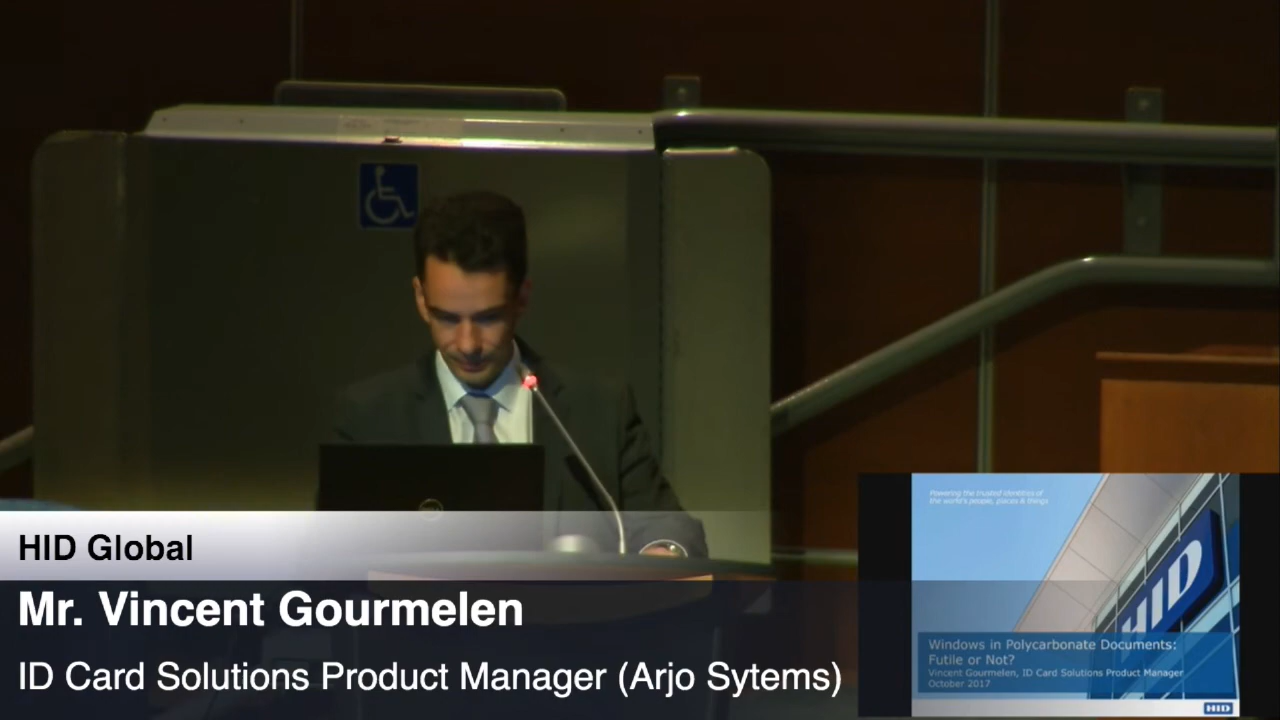 HID Global
Mr. Vincent Gourmelen
ID Card Solutions Product Manager (Arjo Sytems)
Powering the trusted identities of
the world's people, places & things
HID
Windows in Polycarbonate Documents:
Futile or Not?
Vincent Gourmelen, ID Card Solutions Product Manager
October 2017
HID